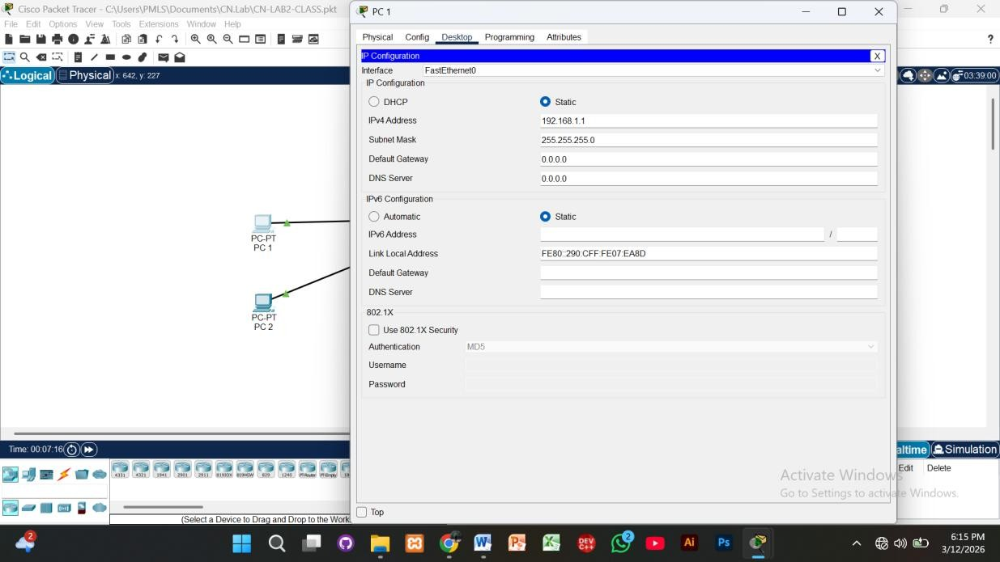 Cisco Packet Tracer - C:\Users\PMLS\Documents\CN.Lab\CN-LAB2-CLASS.pkt
PC 1
File Edit Options View Tools Extensions Window Help
Physical Config Desktop Programming Attributes
?
IP Configuration
X
Interface FastEthernet0
Logical Physical x: 642, y: 227
03:39:00
IP Configuration
DHCP Static
IPv4 Address 192.168.1.1
Subnet Mask 255.255.255.0
Default Gateway 0.0.0.0
DNS Server 0.0.0.0
IPv6 Configuration
Automatic Static
IPv6 Address /
Link Local Address FE80::290:CFF:FE07:EA8D
Default Gateway
DNS Server
802.1X
Use 802.1X Security
Authentication MD5
Username
Password
Top
PC-PT
PC 1
PC-PT
PC 2
Time: 00:07:16
altime Simulation
4331 4321 1941 2901 2911 819IOX 819HGW 829 1240 PT-Router PT-Empty
Edit Delete
(Select a Device to Drag and Drop to the Work
Activate Windows
Go to Settings to activate Windows.
2
DEV C++
2
Ai
Ps
6:15 PM
3/12/2026